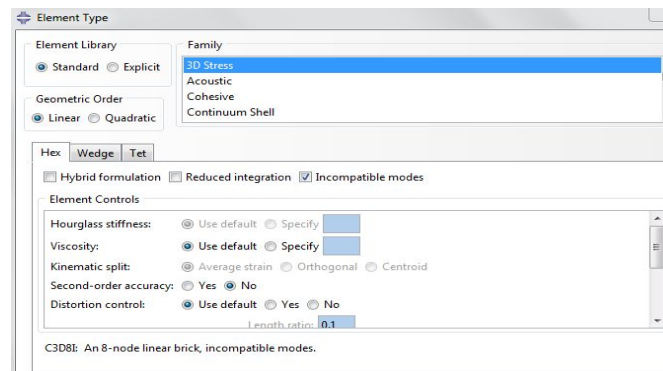 Element Type
Element Library
Standard Explicit
Family
3D Stress
Acoustic
Cohesive
Continuum Shell
Geometric Order
Linear Quadratic
Hex Wedge Tet
Hybrid formulation Reduced integration Incompatible modes
Element Controls
Hourglass stiffness: Use default Specify
Viscosity: Use default Specify
Kinematic split: Average strain Orthogonal Centroid
Second-order accuracy: Yes No
Distortion control: Use default Yes No
Length ratio: 0.1
C3D8I: An 8-node linear brick, incompatible modes.